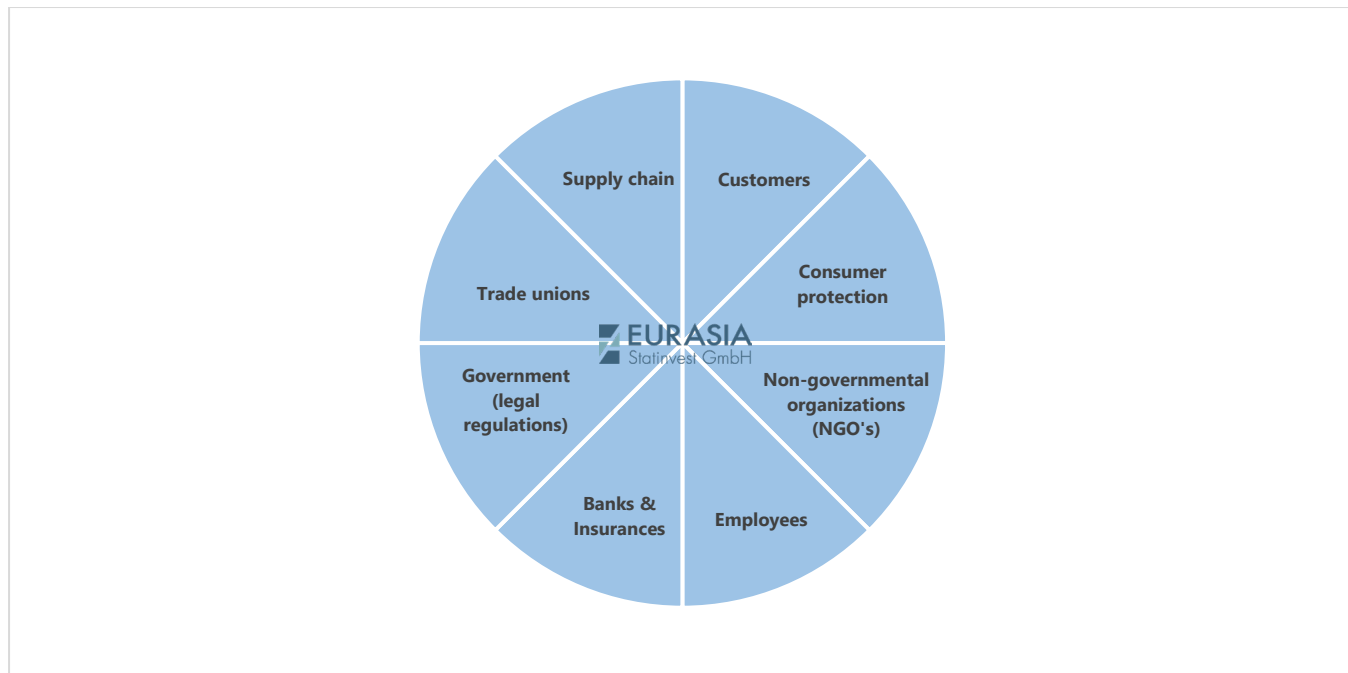 Supply chain
Customers
Consumer
protection
Trade unions
EURASIA
Statinvest GmbH
Government
(legal
regulations)
Non-governmental
organizations
(NGO's)
Banks &
Insurances
Employees